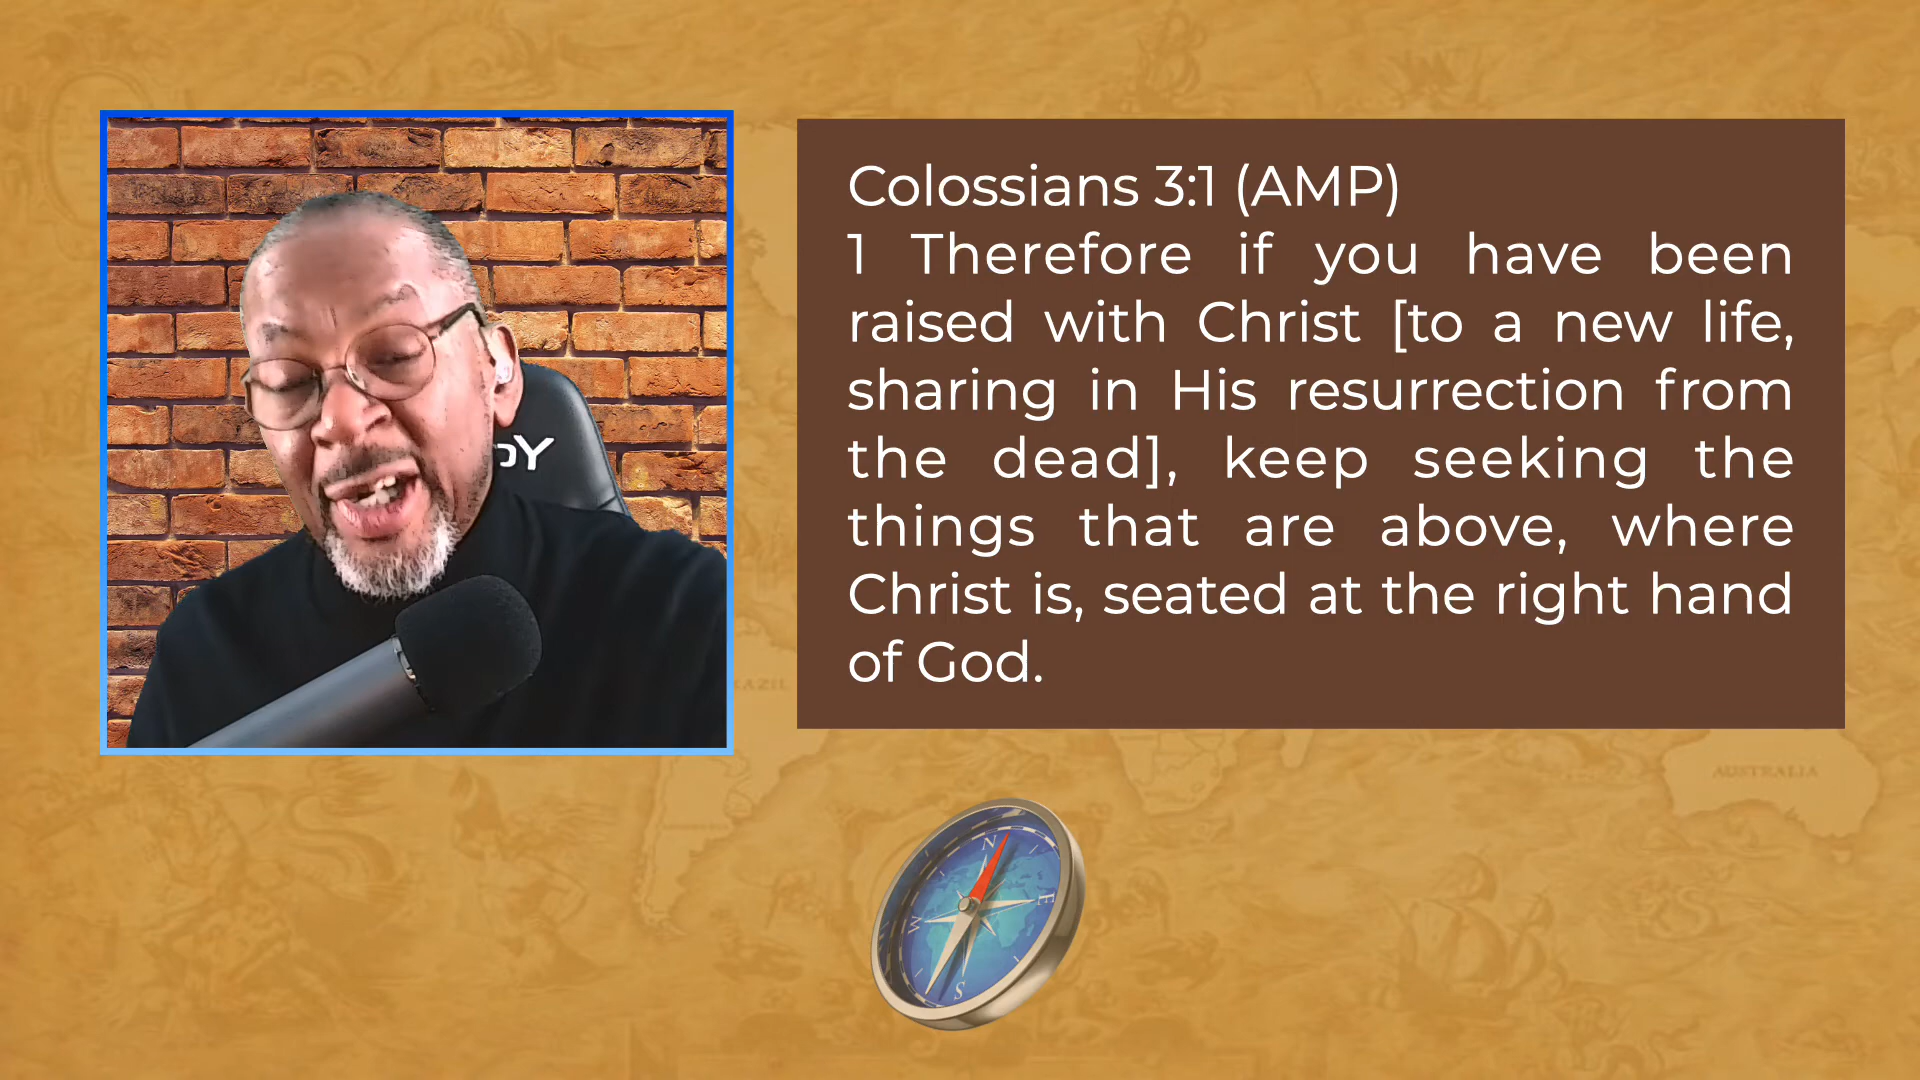 Colossians 3:1 (AMP)
1 Therefore if you have been
raised with Christ [to a new life,
sharing in His resurrection from
the dead], keep seeking the
things that are above, where
Christ is, seated at the right hand
of God.
AUSTRALIA
N
E
W
S